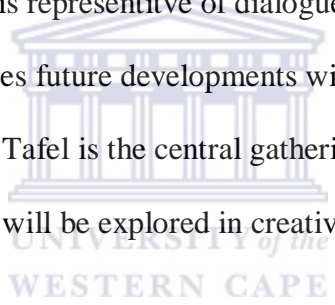 is representitve of dialogue
es future developments wi
Tafel is the central gatheri
will be explored in creativ
UNIVERSITY of the
WESTERN CAPE